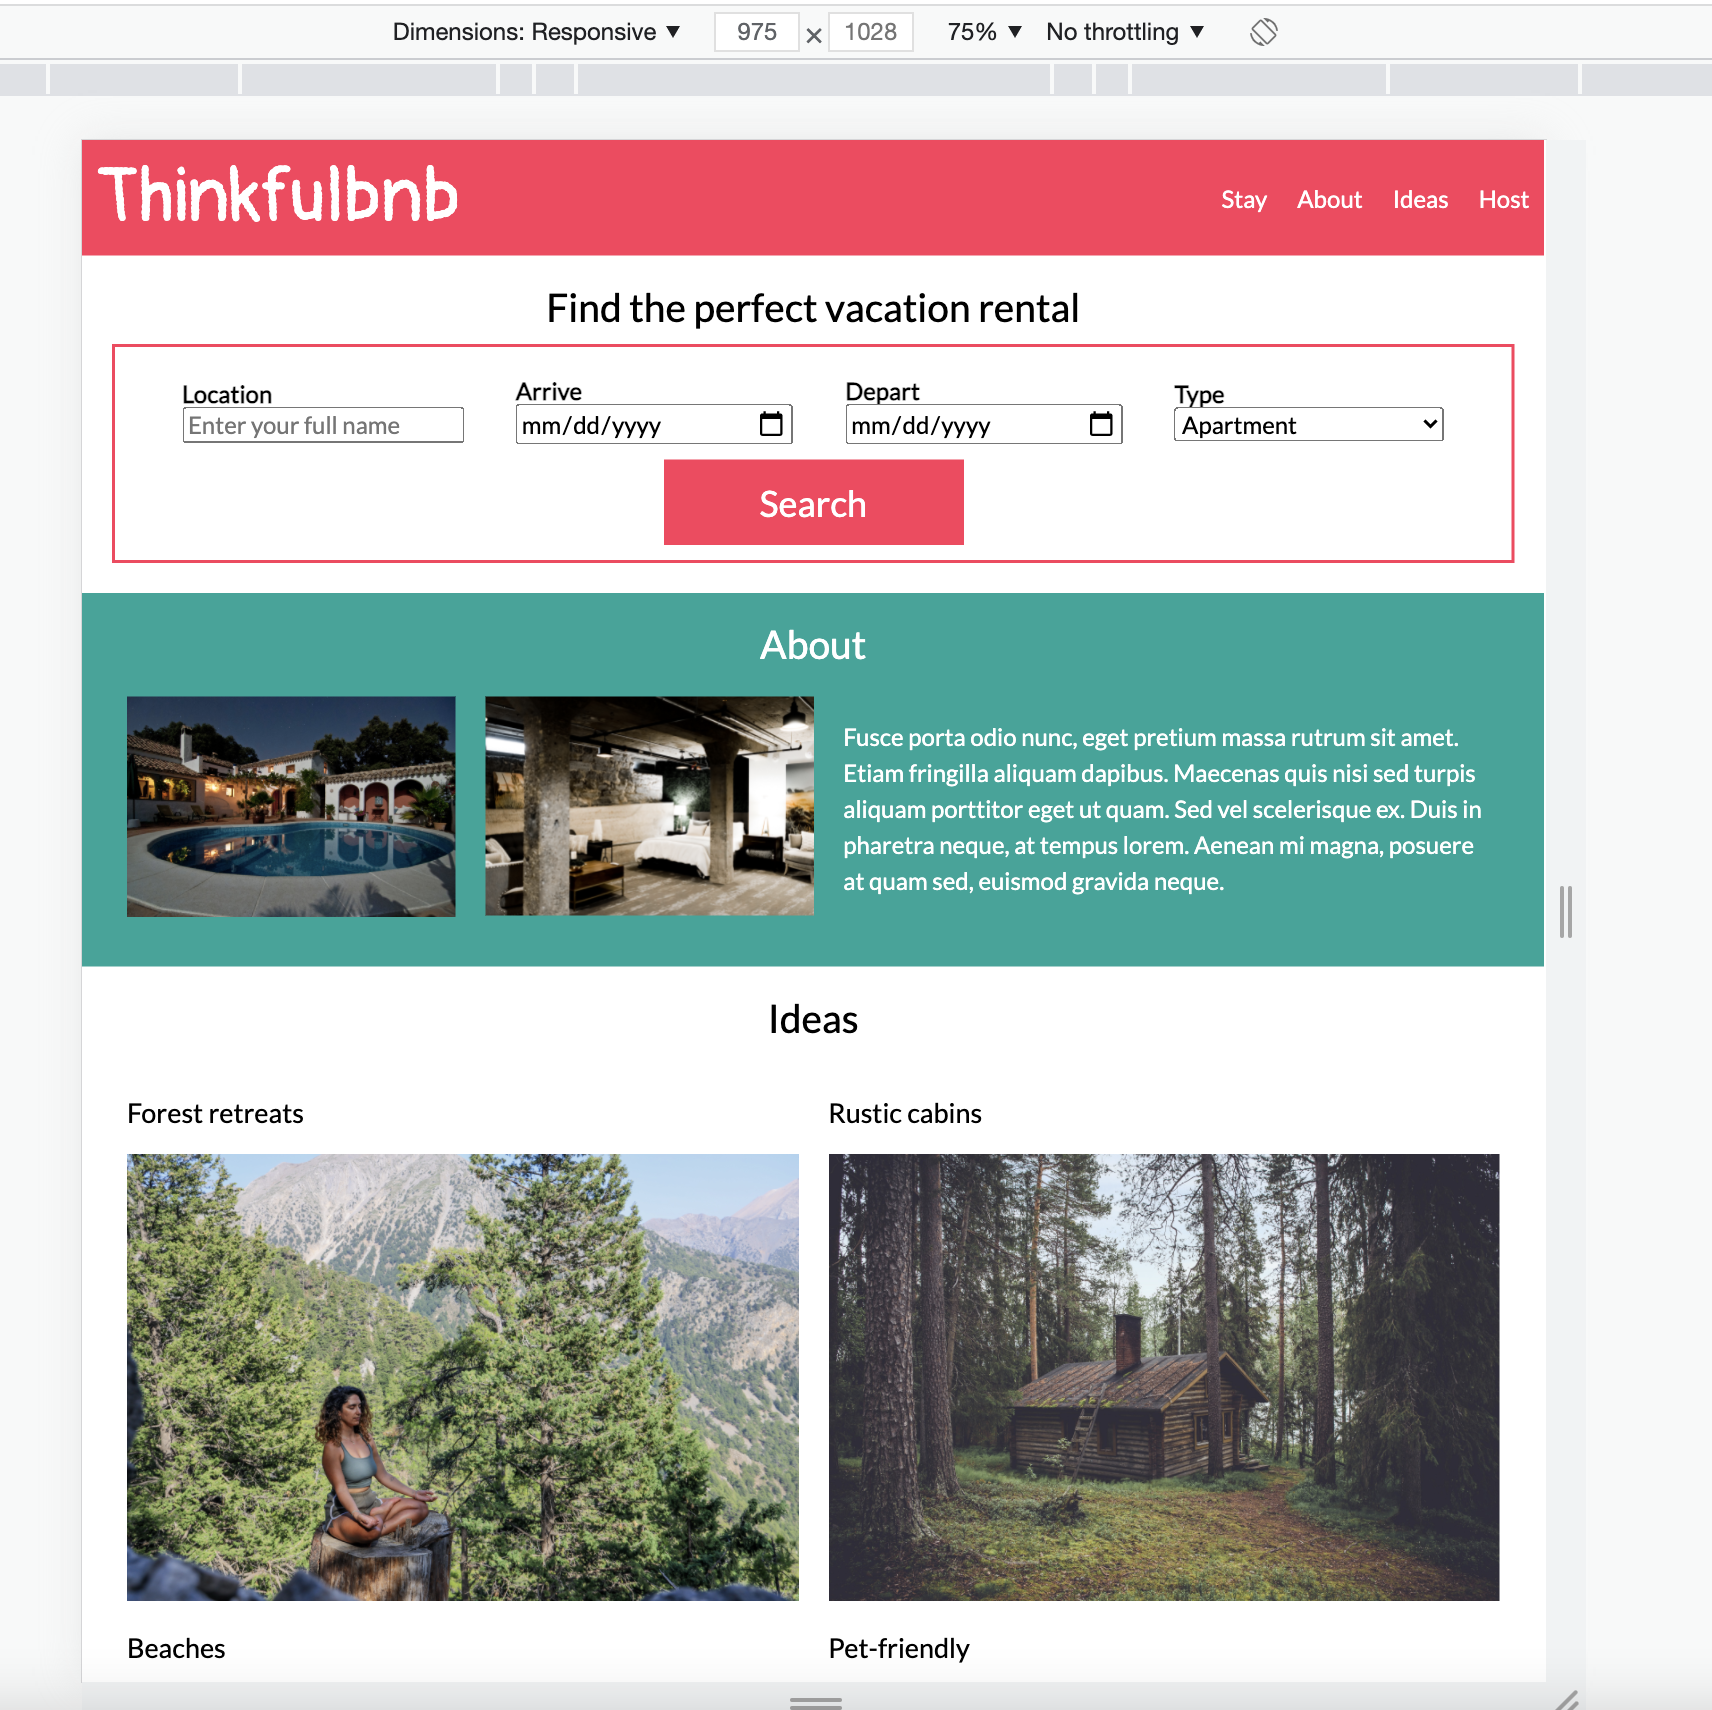 Dimensions: Responsive ▼ 975 × 1028 75% ▼ No throttling ▼
Thinkfulbnb
Stay About Ideas Host
Find the perfect vacation rental
Location Arrive Depart Type
Enter your full name mm/dd/yyyy mm/dd/yyyy Apartment
Search
About
Fusce porta odio nunc, eget pretium massa rutrum sit amet.
Etiam fringilla aliquam dapibus. Maecenas quis nisi sed turpis
aliquam porttitor eget ut quam. Sed vel scelerisque ex. Duis in
pharetra neque, at tempus lorem. Aenean mi magna, posuere
at quam sed, euismod gravida neque.
Ideas
Forest retreats Rustic cabins
Beaches Pet-friendly